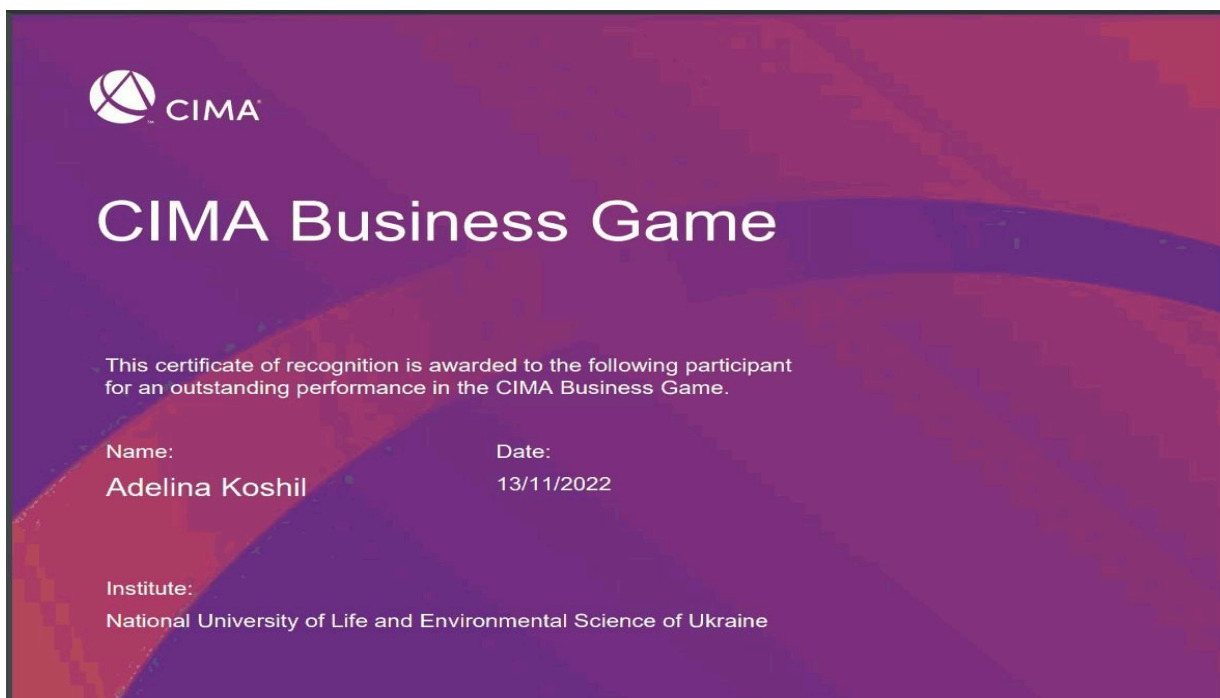 CIMA
CIMA Business Game
This certificate of recognition is awarded to the following participant
for an outstanding performance in the CIMA Business Game.
Name:
Adelina Koshil
Date:
13/11/2022
Institute:
National University of Life and Environmental Science of Ukraine